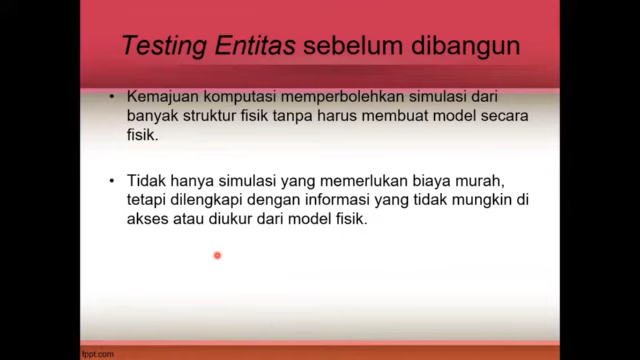 Testing Entitas sebelum dibangun
• Kemajuan komputasi memperbolehkan simulasi dari
banyak struktur fisik tanpa harus membuat model secara
fisik.
• Tidak hanya simulasi yang memerlukan biaya murah,
tetapi dilengkapi dengan informasi yang tidak mungkin di
akses atau diukur dari model fisik.
fppt.com